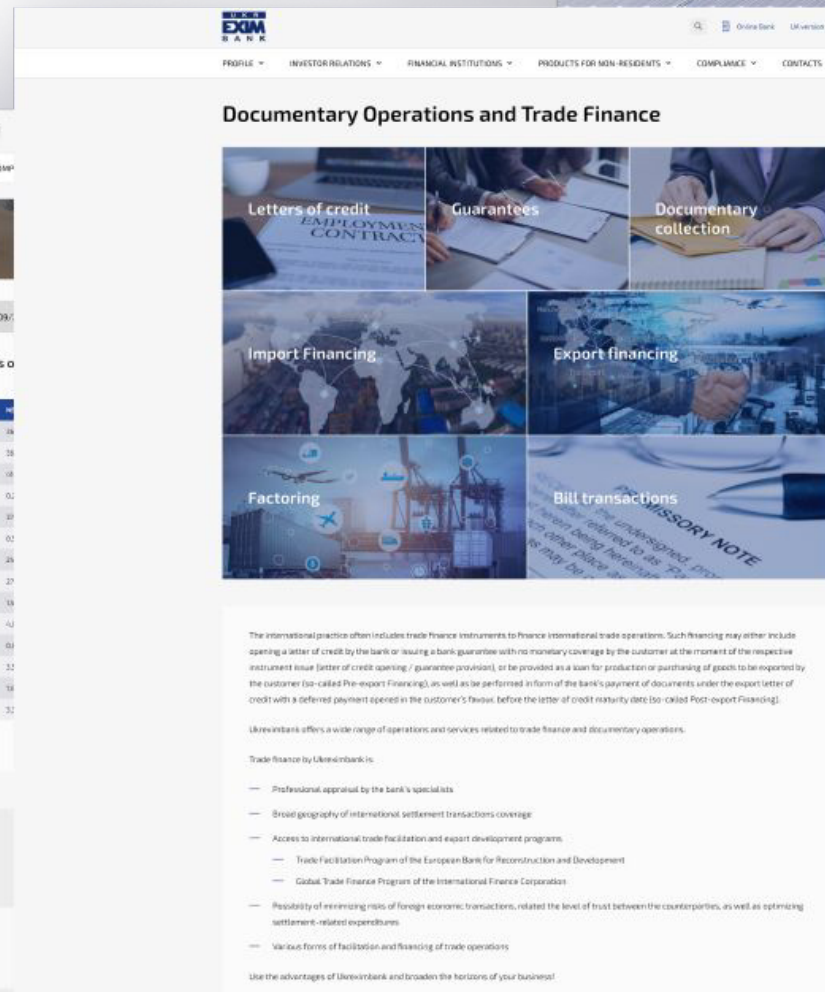 UKR
EXIM
BANK
Online Bank UA version
PROFILE INVESTOR RELATIONS FINANCIAL INSTITUTIONS PRODUCTS FOR NON-RESIDENTS COMPLIANCE CONTACTS
Documentary Operations and Trade Finance
Letters of credit
Guarantees
Documentary
collection
EMPLOYMENT
CONTRACT
Import Financing
Export financing
Factoring
Bill transactions
PROMISSORY NOTE
the undersigned,
The international practice often includes trade finance instruments to finance international trade operations. Such financing may either include
opening a letter of credit by the bank or issuing a bank guarantee with no monetary coverage by the customer at the moment of the respective
instrument issue (letter of credit opening / guarantee provision), or be provided as a loan for production or purchasing of goods to be exported by
the customer (so-called Pre-export Financing), as well as be performed in form of the bank's payment of documents under the export letter of
credit with a deferred payment opened in the customer's favour, before the letter of credit maturity date (so-called Post-export Financing).
Ukreximbank offers a wide range of operations and services related to trade finance and documentary operations.
Trade finance by Ukreximbank is:
— Professional appraisal by the bank's specialists
— Broad geography of international settlement transactions coverage
— Access to international trade facilitation and export development programs
— Trade Facilitation Program of the European Bank for Reconstruction and Development
— Global Trade Finance Program of the International Finance Corporation
— Possibility of minimizing risks of foreign economic transactions, related the level of trust between the counterparties, as well as optimizing
settlement-related expenditures
— Various forms of facilitation and financing of trade operations
Use the advantages of Ukreximbank and broaden the horizons of your business!